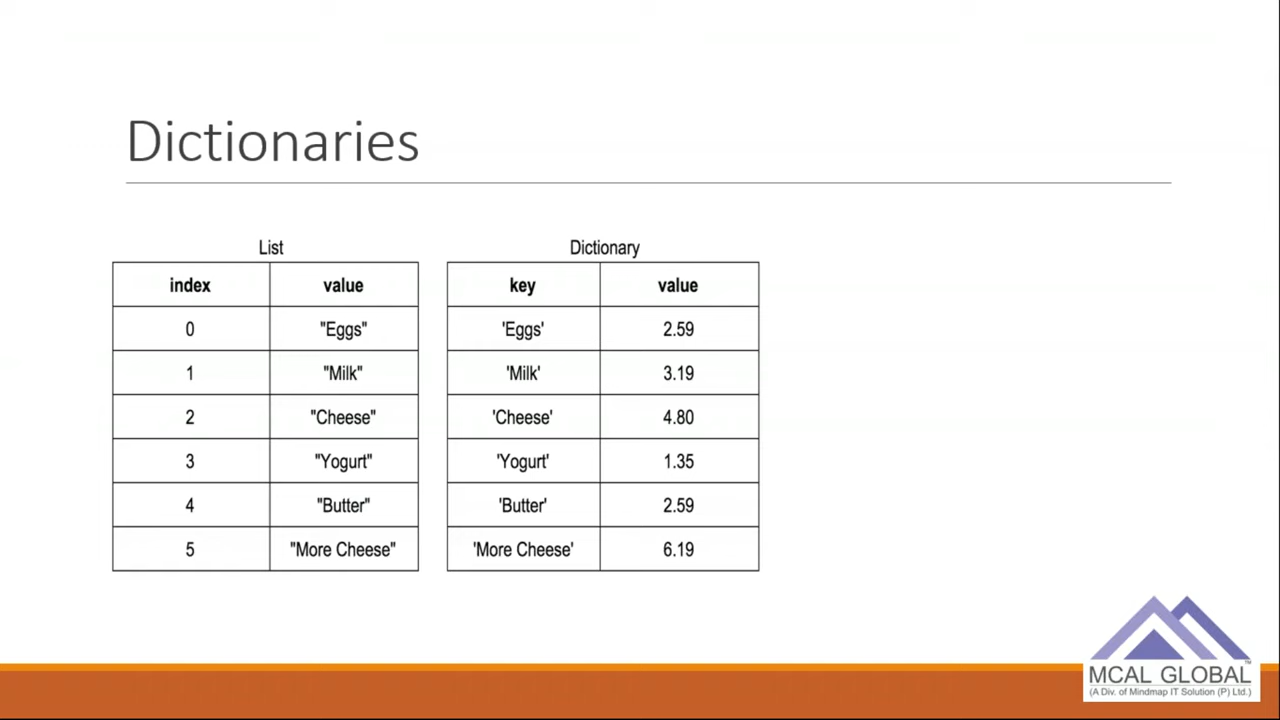 Dictionaries
List
index value
0 "Eggs"
1 "Milk"
2 "Cheese"
3 "Yogurt"
4 "Butter"
5 "More Cheese"
Dictionary
key value
'Eggs' 2.59
'Milk' 3.19
'Cheese' 4.80
'Yogurt' 1.35
'Butter' 2.59
'More Cheese' 6.19
MCAL GLOBAL™
(A Div. of Mindmap IT Solution (P) Ltd.)